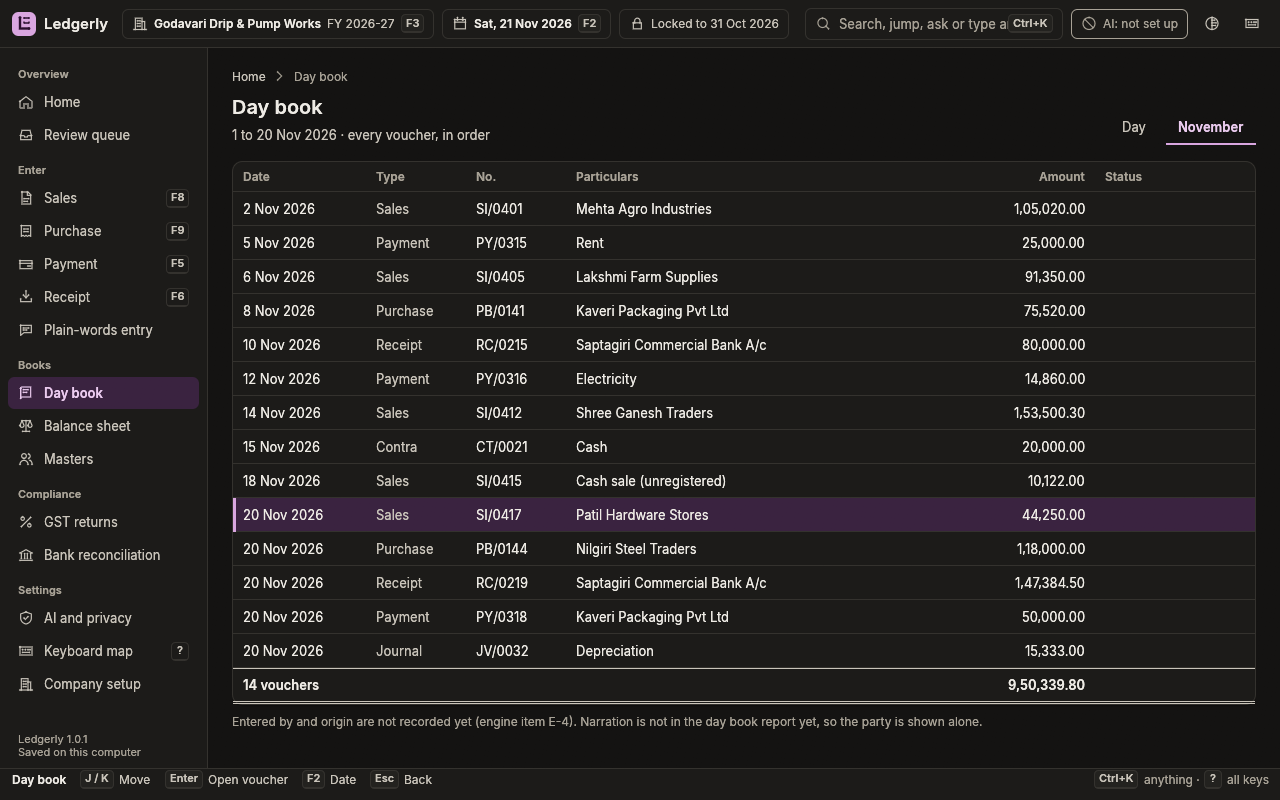 Ledgerly
Godavari Drip & Pump Works FY 2026-27 F3
Sat, 21 Nov 2026 F2
Locked to 31 Oct 2026
Search, jump, ask or type a Ctrl+K
AI: not set up
Overview
Home
Review queue
Enter
Sales F8
Purchase F9
Payment F5
Receipt F6
Plain-words entry
Books
Day book
Balance sheet
Masters
Compliance
GST returns
Bank reconciliation
Settings
AI and privacy
Keyboard map ?
Company setup
Ledgerly 1.0.1
Saved on this computer
Home > Day book
Day book
1 to 20 Nov 2026 · every voucher, in order
Day November
Date Type No. Particulars Amount Status
2 Nov 2026 Sales SI/0401 Mehta Agro Industries 1,05,020.00
5 Nov 2026 Payment PY/0315 Rent 25,000.00
6 Nov 2026 Sales SI/0405 Lakshmi Farm Supplies 91,350.00
8 Nov 2026 Purchase PB/0141 Kaveri Packaging Pvt Ltd 75,520.00
10 Nov 2026 Receipt RC/0215 Saptagiri Commercial Bank A/c 80,000.00
12 Nov 2026 Payment PY/0316 Electricity 14,860.00
14 Nov 2026 Sales SI/0412 Shree Ganesh Traders 1,53,500.30
15 Nov 2026 Contra CT/0021 Cash 20,000.00
18 Nov 2026 Sales SI/0415 Cash sale (unregistered) 10,122.00
20 Nov 2026 Sales SI/0417 Patil Hardware Stores 44,250.00
20 Nov 2026 Purchase PB/0144 Nilgiri Steel Traders 1,18,000.00
20 Nov 2026 Receipt RC/0219 Saptagiri Commercial Bank A/c 1,47,384.50
20 Nov 2026 Payment PY/0318 Kaveri Packaging Pvt Ltd 50,000.00
20 Nov 2026 Journal JV/0032 Depreciation 15,333.00
14 vouchers 9,50,339.80
Entered by and origin are not recorded yet (engine item E-4). Narration is not in the day book report yet, so the party is shown alone.
Day book J / K Move Enter Open voucher F2 Date Esc Back Ctrl+K anything · ? all keys